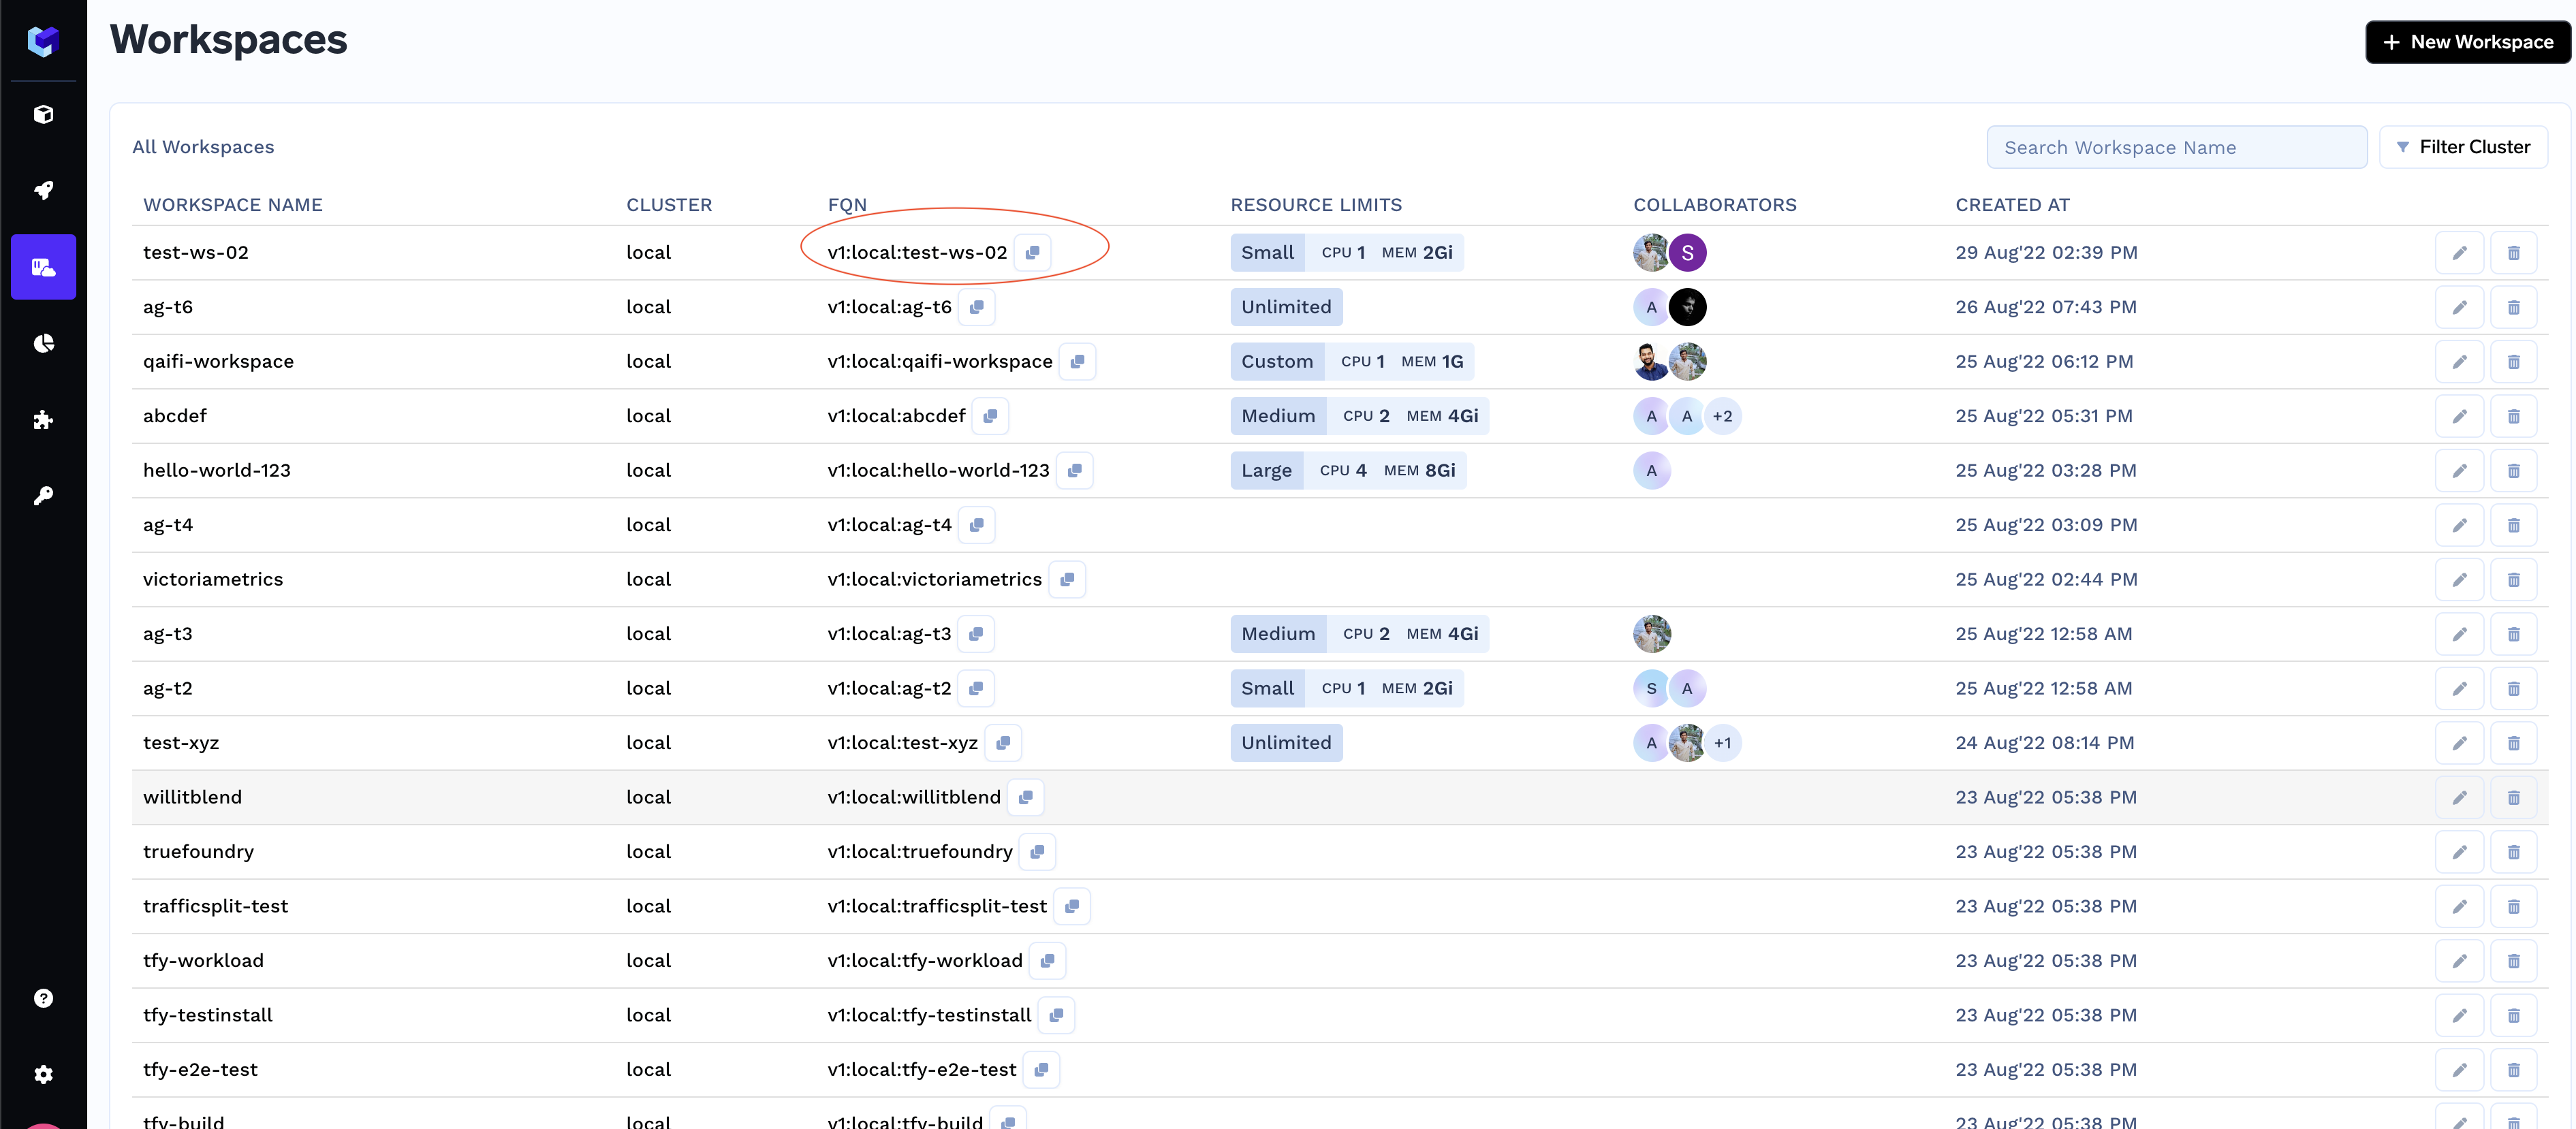 Workspaces
+ New Workspace
All Workspaces
Search Workspace Name
Filter Cluster
WORKSPACE NAME CLUSTER FQN RESOURCE LIMITS COLLABORATORS CREATED AT
test-ws-02 local v1:local:test-ws-02 Small CPU 1 MEM 2Gi S 29 Aug'22 02:39 PM
ag-t6 local v1:local:ag-t6 Unlimited A 26 Aug'22 07:43 PM
qaifi-workspace local v1:local:qaifi-workspace Custom CPU 1 MEM 1G 25 Aug'22 06:12 PM
abcdef local v1:local:abcdef Medium CPU 2 MEM 4Gi A A +2 25 Aug'22 05:31 PM
hello-world-123 local v1:local:hello-world-123 Large CPU 4 MEM 8Gi A 25 Aug'22 03:28 PM
ag-t4 local v1:local:ag-t4 25 Aug'22 03:09 PM
victoriametrics local v1:local:victoriametrics 25 Aug'22 02:44 PM
ag-t3 local v1:local:ag-t3 Medium CPU 2 MEM 4Gi 25 Aug'22 12:58 AM
ag-t2 local v1:local:ag-t2 Small CPU 1 MEM 2Gi S A 25 Aug'22 12:58 AM
test-xyz local v1:local:test-xyz Unlimited A +1 24 Aug'22 08:14 PM
willitblend local v1:local:willitblend 23 Aug'22 05:38 PM
truefoundry local v1:local:truefoundry 23 Aug'22 05:38 PM
trafficsplit-test local v1:local:trafficsplit-test 23 Aug'22 05:38 PM
tfy-workload local v1:local:tfy-workload 23 Aug'22 05:38 PM
tfy-testinstall local v1:local:tfy-testinstall 23 Aug'22 05:38 PM
tfy-e2e-test local v1:local:tfy-e2e-test 23 Aug'22 05:38 PM
tfy-build local v1:local:tfy-build 23 Aug'22 05:38 PM